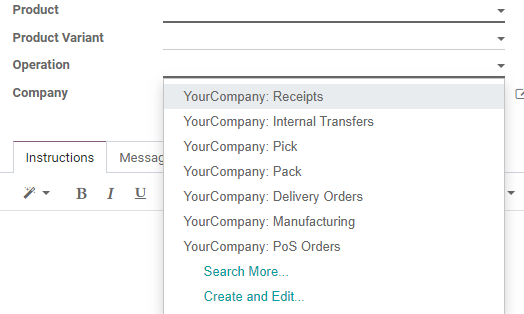 Product
Product Variant
Operation
Company
YourCompany: Receipts
YourCompany: Internal Transfers
YourCompany: Pick
YourCompany: Pack
YourCompany: Delivery Orders
YourCompany: Manufacturing
YourCompany: PoS Orders
Search More...
Create and Edit...
Instructions Messag
B I U